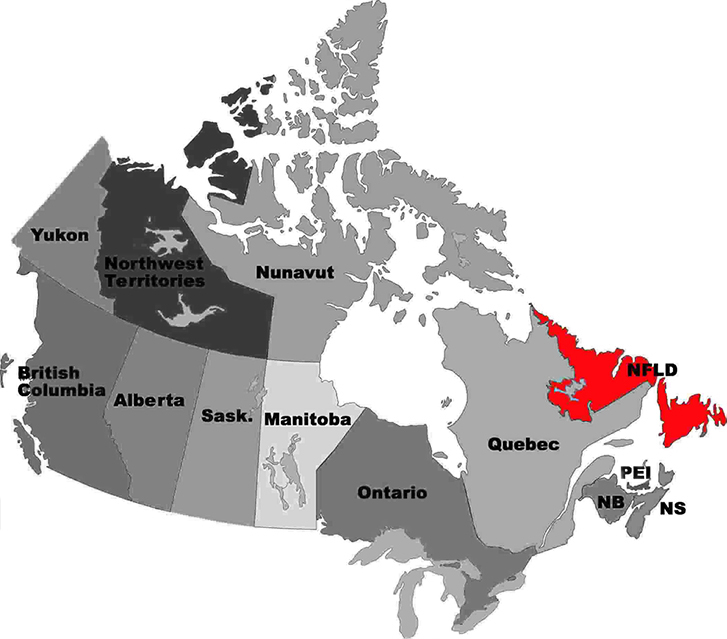 Yukon
Northwest
Territories
Nunavut
British
Columbia
Alberta
Sask.
Manitoba
Ontario
Quebec
NFLD
PEI
NB
NS